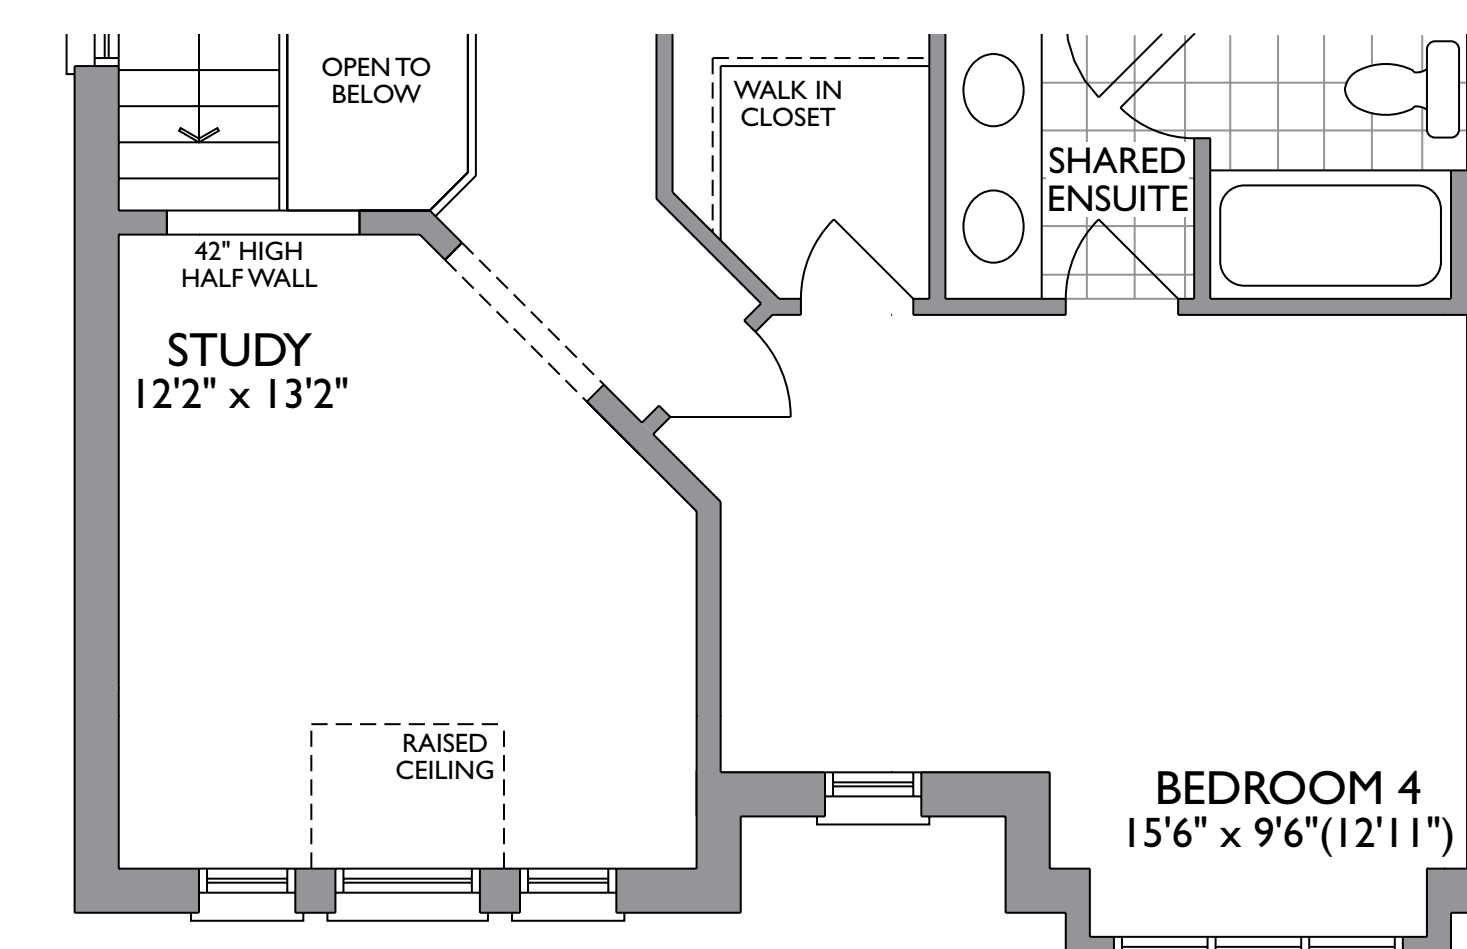 OPEN TO
BELOW
WALK IN
CLOSET
SHARED
ENSUITE
42" HIGH
HALF WALL
STUDY
12'2" x 13'2"
RAISED
CEILING
BEDROOM 4
15'6" x 9'6"(12'11")